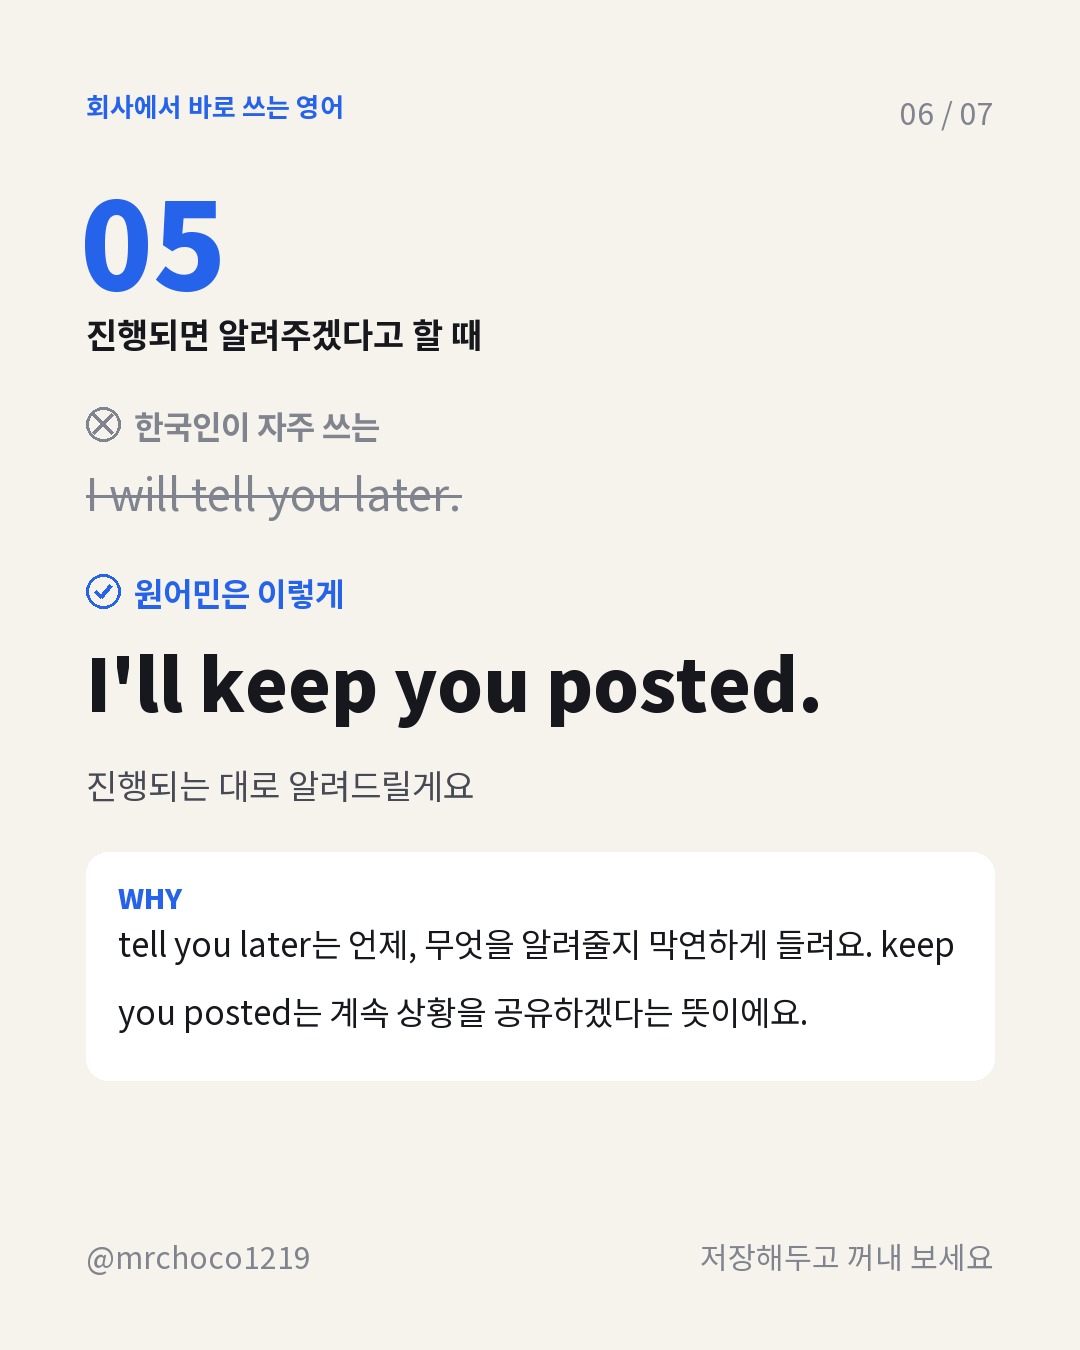 회사에서 바로 쓰는 영어
06 / 07
05
진행되면 알려주겠다고 할 때
한국인이 자주 쓰는
I will tell you later.
원어민은 이렇게
I'll keep you posted.
진행되는 대로 알려드릴게요
WHY
tell you later는 언제, 무엇을 알려줄지 막연하게 들려요. keep
you posted는 계속 상황을 공유하겠다는 뜻이에요.
@mrchoco1219
저장해두고 꺼내 보세요